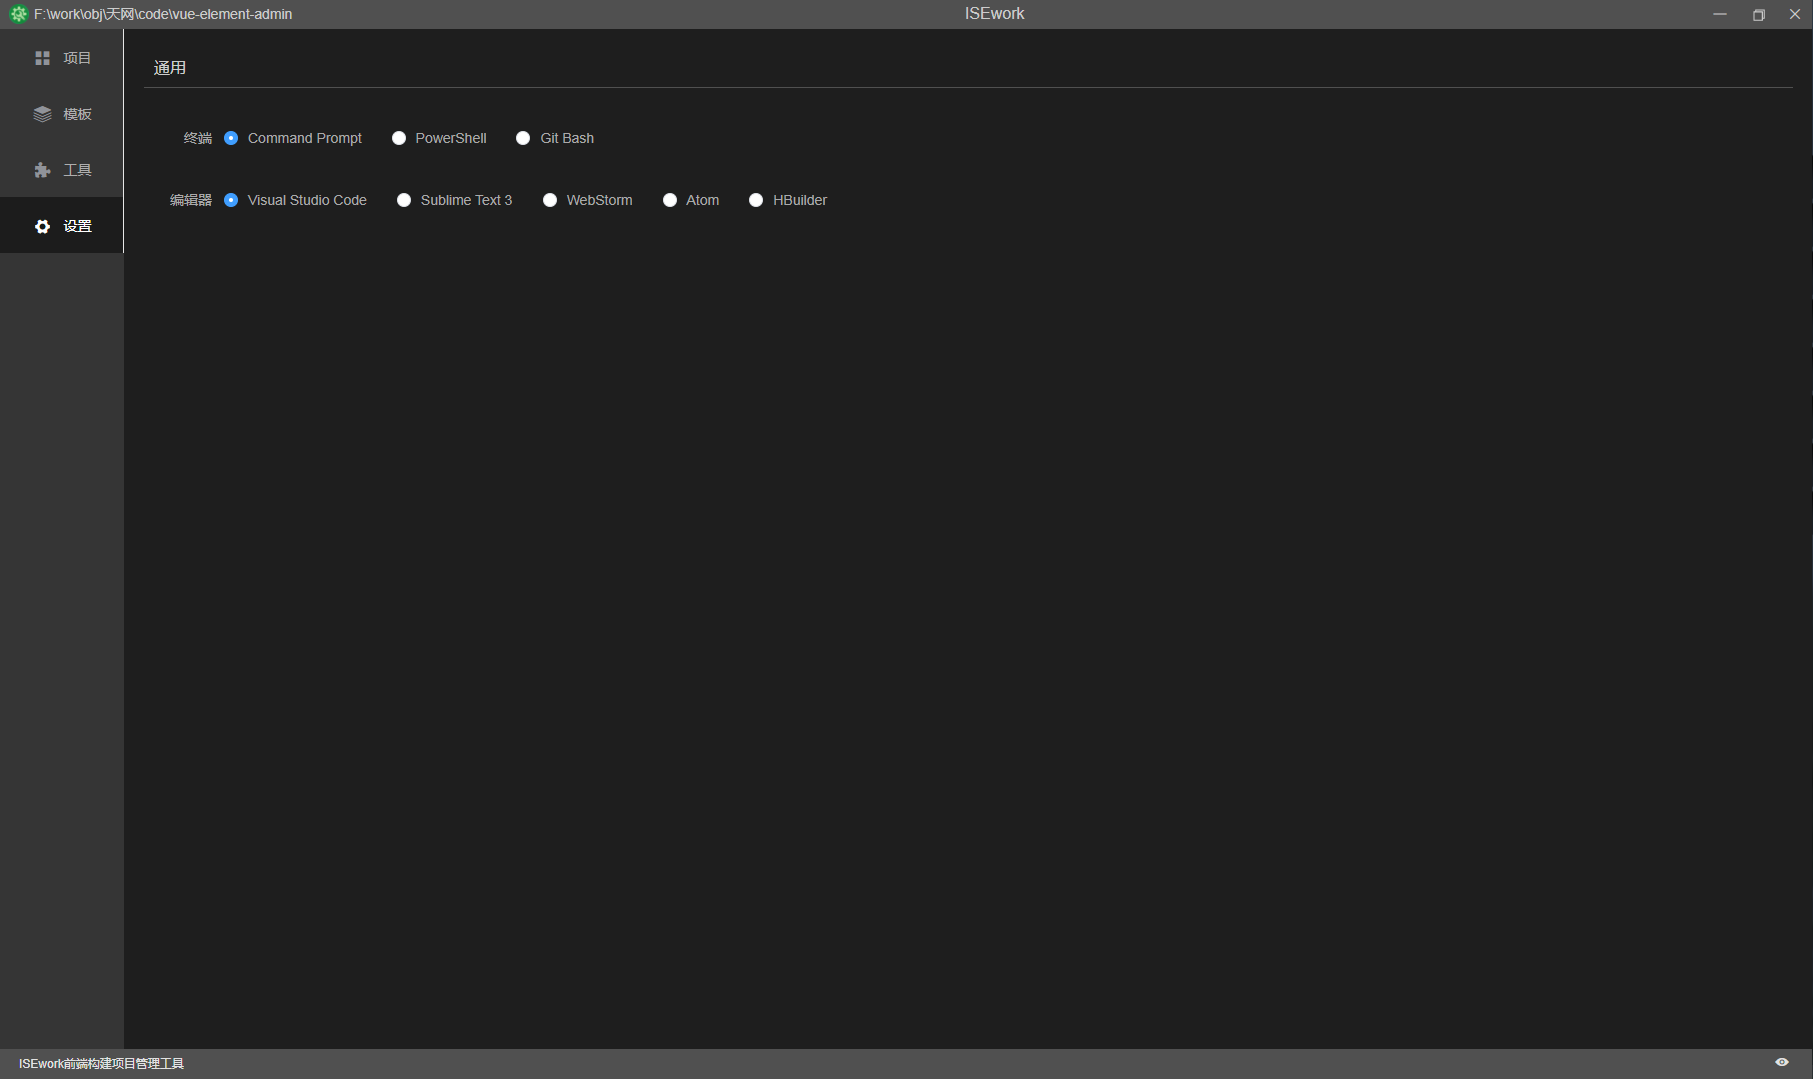 F:\work\obj\天网\code\vue-element-admin
ISEwork
项目
模板
工具
设置
通用
终端 Command Prompt PowerShell Git Bash
编辑器 Visual Studio Code Sublime Text 3 WebStorm Atom HBuilder
ISEwork前端构建项目管理工具